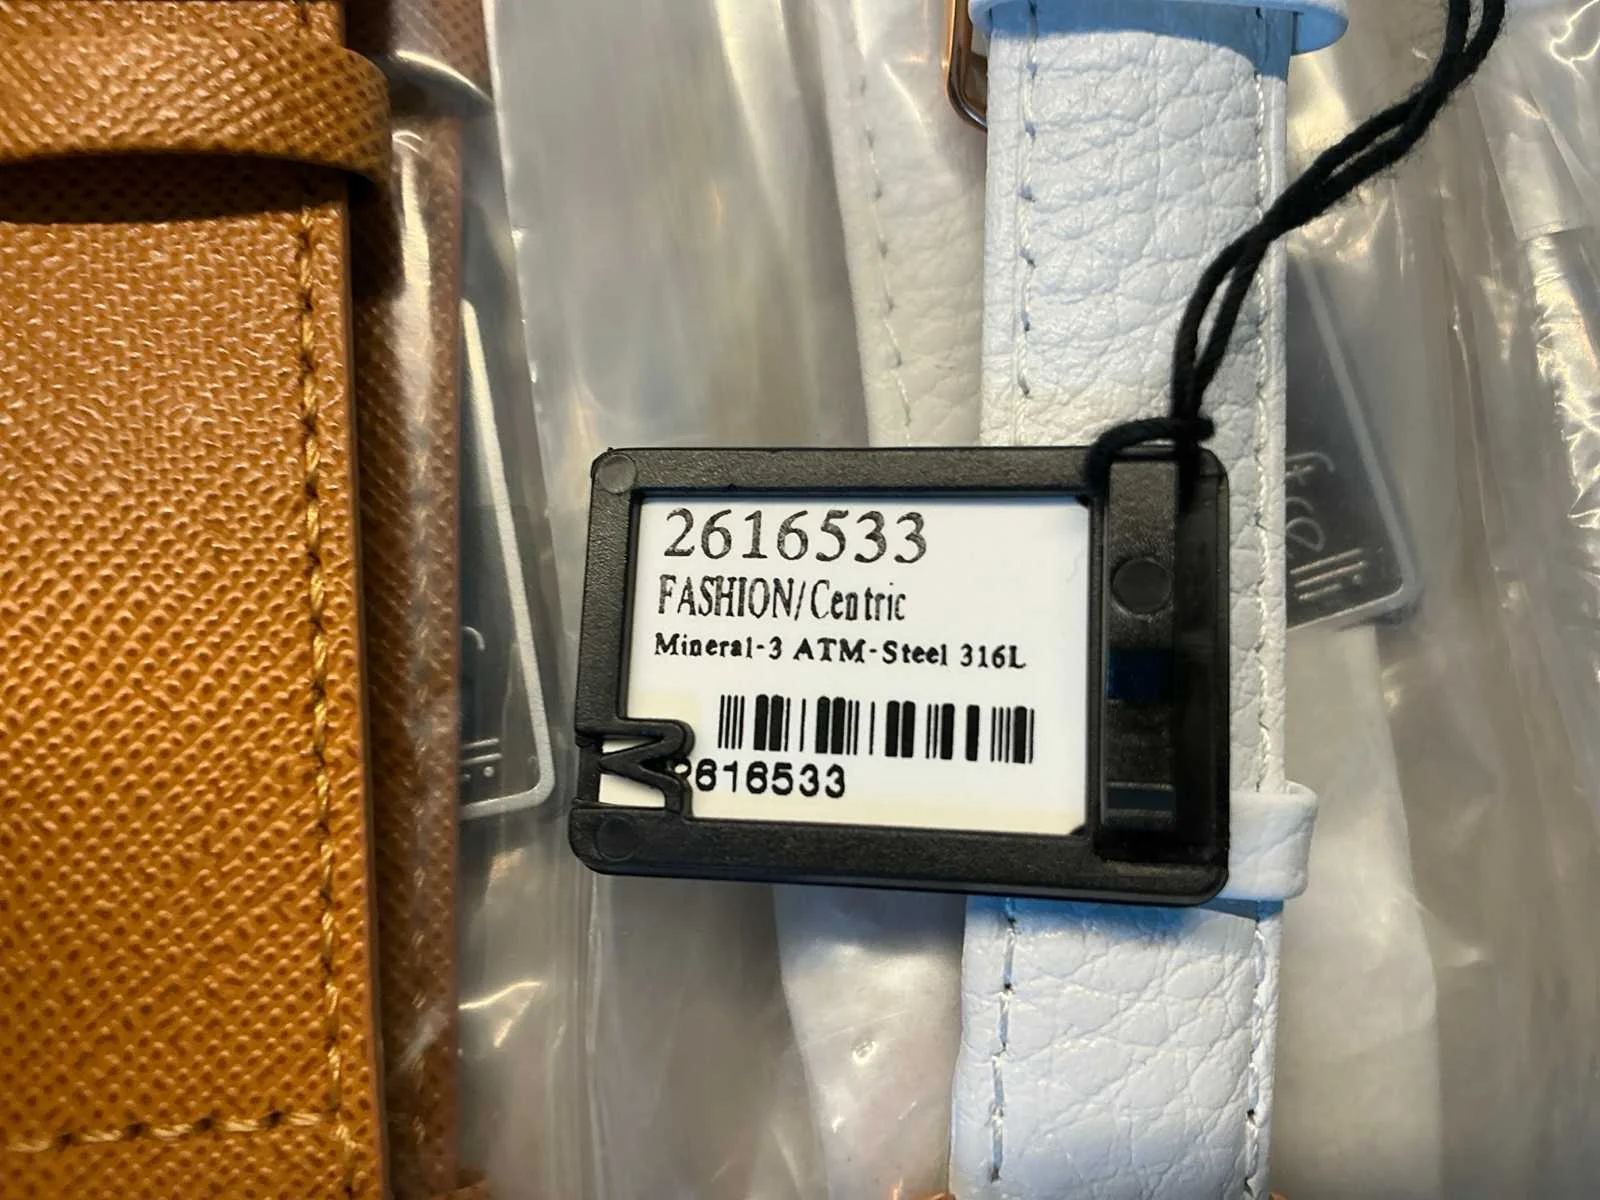 2616533
FASHION/Centric
Mineral-3 ATM-Steel 316L
2616533